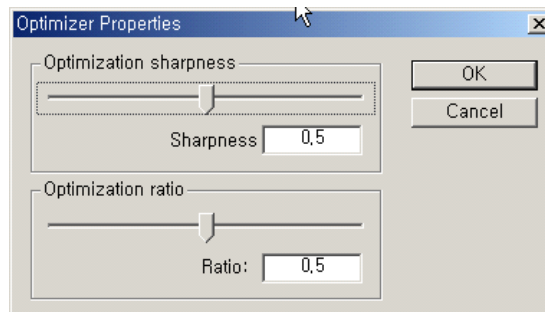 Optimizer Properties
Optimization sharpness
Sharpness 0,5
Optimization ratio
Ratio: 0,5
OK
Cancel